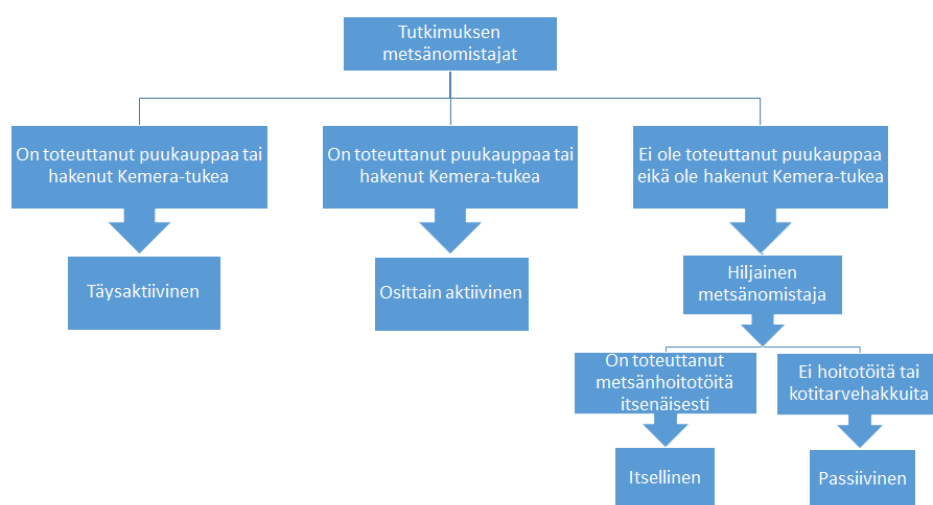 Tutkimuksen
metsänomistajat
On toteuttanut puukauppaa tai
hakenut Kemera-tukea
On toteuttanut puukauppaa tai
hakenut Kemera-tukea
Ei ole toteuttanut puukauppaa
eikä ole hakenut Kemera-tukea
Täysaktiivinen
Osittain aktiivinen
Hiljainen
metsänomistaja
On toteuttanut
metsänhoitotöitä
itsenäisesti
Ei hoitotöitä tai
kotitarvehakkuita
Itsellinen
Passiivinen